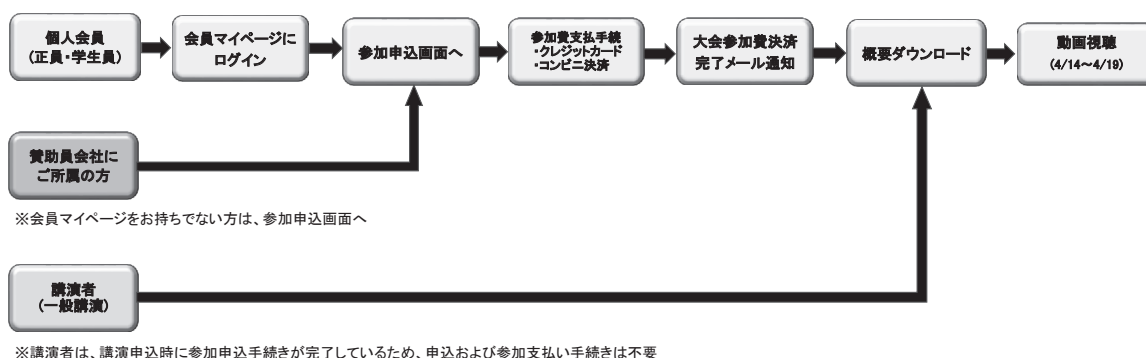 個人会員
(正員・学生員)
会員マイページに
ログイン
参加申込画面へ
参加費支払手続
・クレジットカード
・コンビニ決済
大会参加費決済
完了メール通知
概要ダウンロード
動画視聴
(4/14～4/19)
賛助員会社に
ご所属の方
※会員マイページをお持ちでない方は、参加申込画面へ
講演者
(一般講演)
※講演者は、講演申込時に参加申込手続きが完了しているため、申込および参加支払い手続きは不要